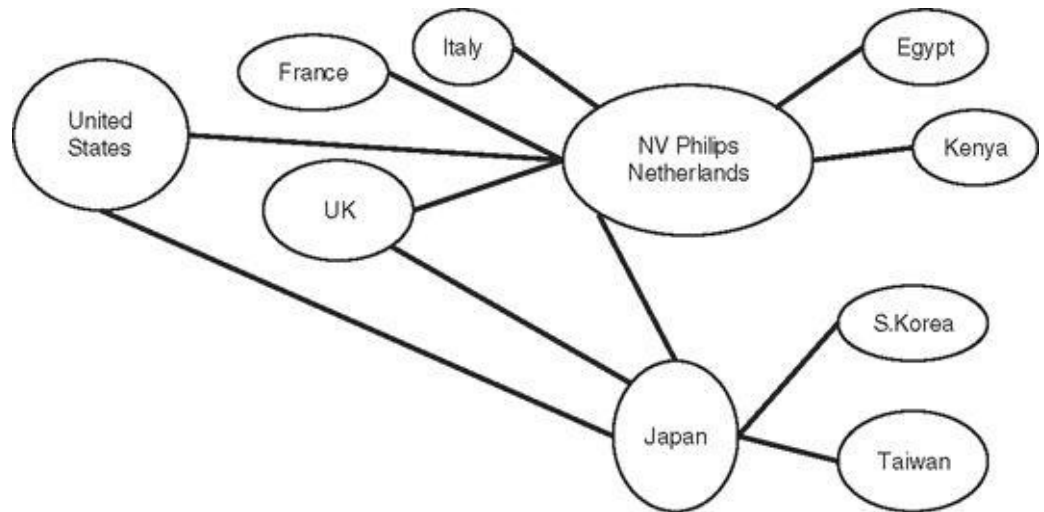 Italy
Egypt
France
United
States
NV Philips
Netherlands
Kenya
UK
S.Korea
Japan
Taiwan